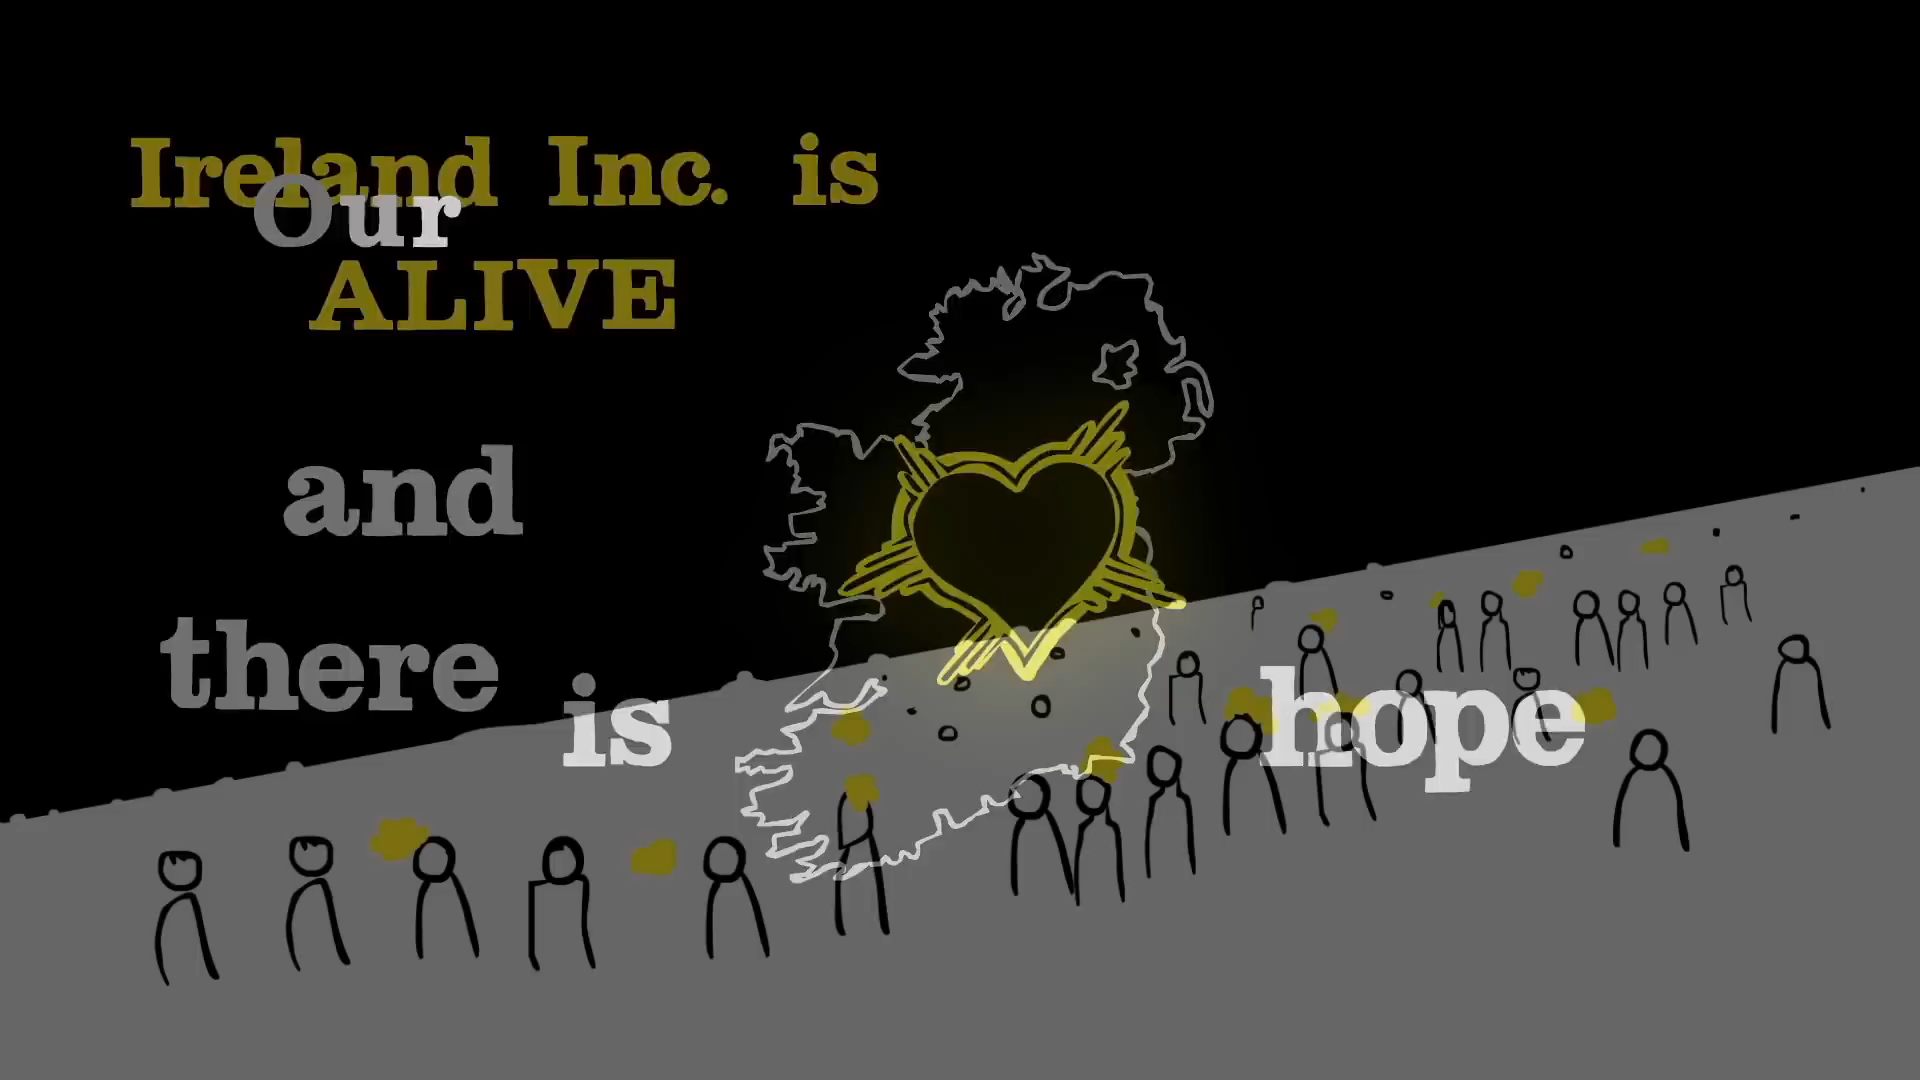 Ireland Inc. is
Our
ALIVE
and
there is hope